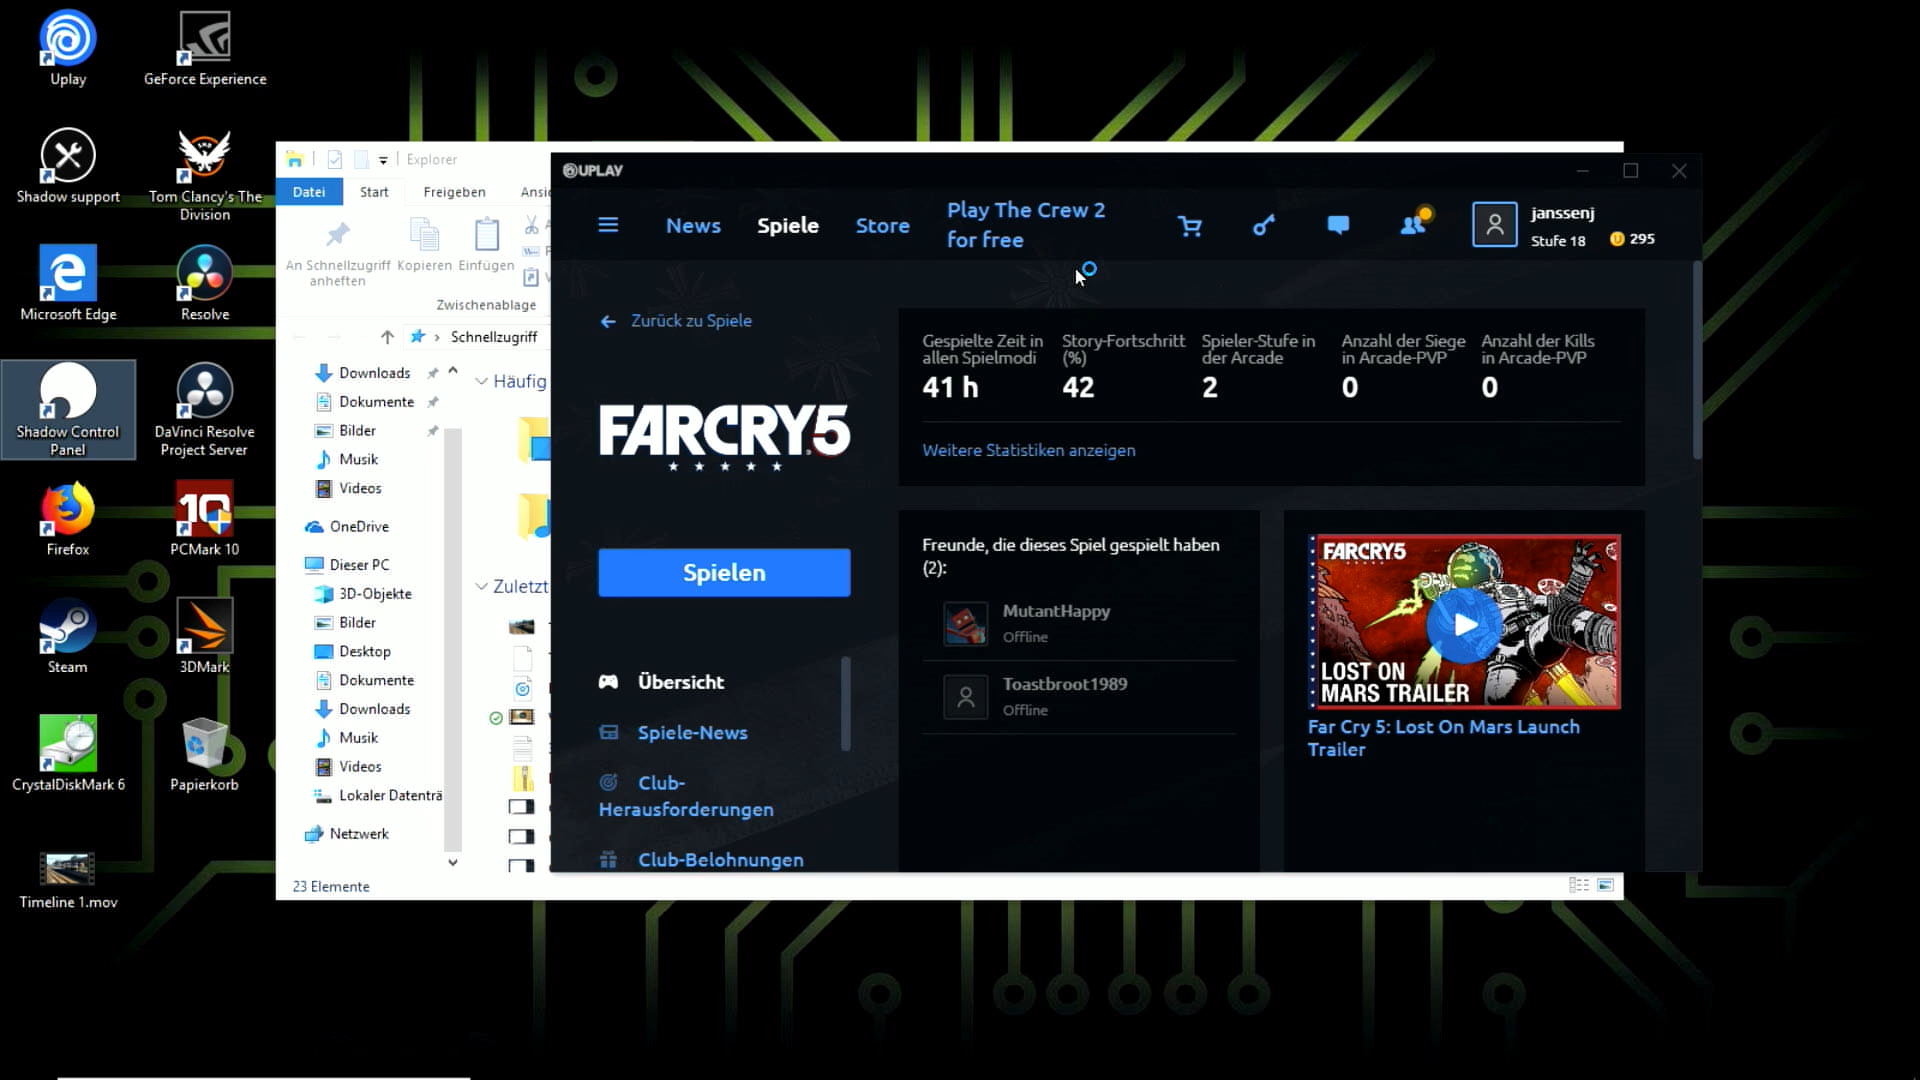 Uplay
GeForce Experience
Shadow support
Tom Clancy's The
Division
Microsoft Edge
Resolve
Shadow Control
Panel
DaVinci Resolve
Project Server
Firefox
10
PCMark 10
Steam
3DMark
CrystalDiskMark 6
Papierkorb
Timeline 1.mov
Explorer
Datei
Start
Freigeben
Ansic
An Schnellzugriff
anheften
Kopieren
Einfügen
Zwischenablage
Schnellzugriff
Downloads
Dokumente
Bilder
Musik
Videos
OneDrive
Dieser PC
3D-Objekte
Bilder
Desktop
Dokumente
Downloads
Musik
Videos
Lokaler Datenträ
Netzwerk
Häufig
Zuletzt
23 Elemente
UPLAY
News
Spiele
Store
Play The Crew 2
for free
janssenj
Stufe 18
295
Zurück zu Spiele
FARCRY5
Spielen
Übersicht
Spiele-News
Club-
Herausforderungen
Club-Belohnungen
Gespielte Zeit in
allen Spielmodi
41 h
Story-Fortschritt
(%)
42
Spieler-Stufe in
der Arcade
2
Anzahl der Siege
in Arcade-PVP
0
Anzahl der Kills
in Arcade-PVP
0
Weitere Statistiken anzeigen
Freunde, die dieses Spiel gespielt haben
(2):
MutantHappy
Offline
Toastbroot1989
Offline
FARCRY5
LOST ON
MARS TRAILER
Far Cry 5: Lost On Mars Launch
Trailer